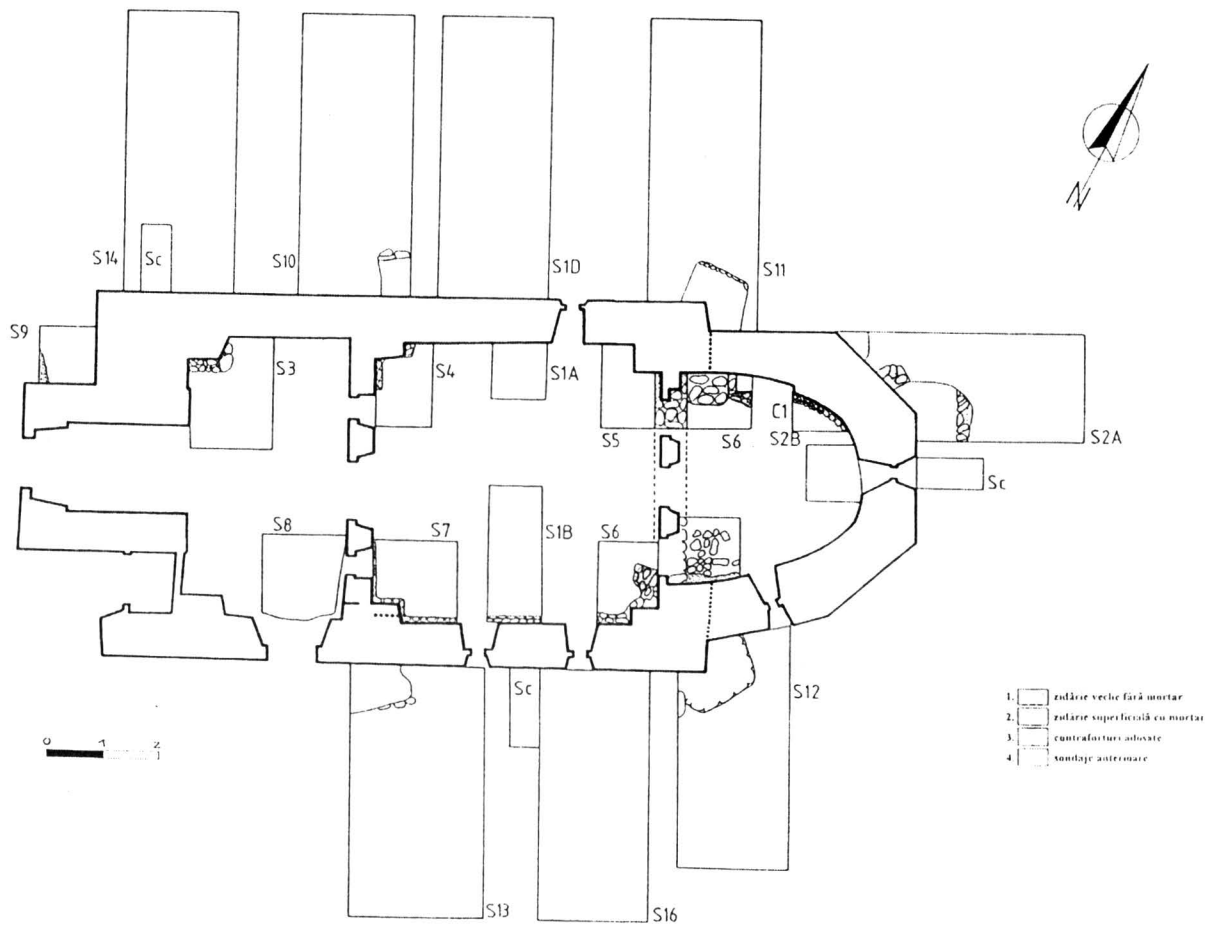 S14
Sc
S10
S1D
S11
N
S9
S3
S4
S1A
S5
S6
C1
S2B
S2A
Sc
S8
S7
S1B
S6
Sc
S12
S13
S16
0 1 2
1. zidărie veche fără mortar
2. zidărie superficială cu mortar
3. contraforturi adosate
4 sondaje anterioare